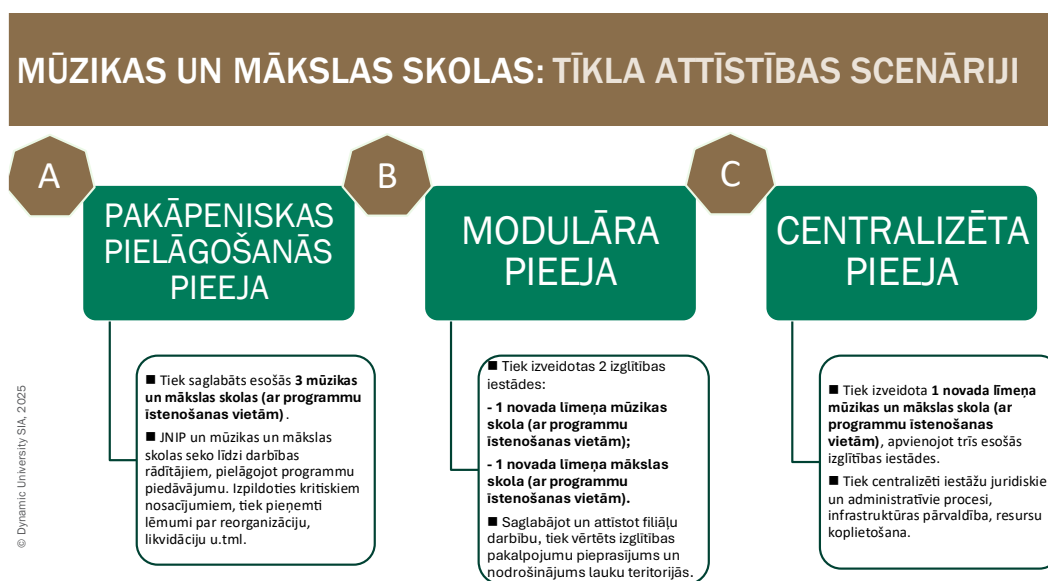 MŪZIKAS UN MĀKSLAS SKOLAS: TĪKLA ATTĪSTĪBAS SCENĀRIJI
A
PAKĀPENISKAS
PIELĀGOŠANĀS
PIEEJA
■ Tiek saglabāts esošās 3 mūzikas
un mākslas skolas (ar programmu
īstenošanas vietām) .
■ JNIP un mūzikas un mākslas
skolas seko līdzi darbības
rādītājiem, pielāgojot programmu
piedāvājumu. Izpildoties kritiskiem
nosacījumiem, tiek pieņemti
lēmumi par reorganizāciju,
likvidāciju u.tml.
B
MODULĀRA
PIEEJA
■ Tiek izveidotas 2 izglītības
iestādes:
- 1 novada līmeņa mūzikas
skola (ar programmu
īstenošanas vietām);
- 1 novada līmeņa mākslas
skola (ar programmu
īstenošanas vietām).
■ Saglabājot un attīstot filiāļu
darbību, tiek vērtēts izglītības
pakalpojumu pieprasījums un
nodrošinājums lauku teritorijās.
C
CENTRALIZĒTA
PIEEJA
■ Tiek izveidota 1 novada līmeņa
mūzikas un mākslas skola (ar
programmu īstenošanas
vietām), apvienojot trīs esošās
izglītības iestādes.
■ Tiek centralizēti iestāžu juridiskie
un administratīvie procesi,
infrastruktūras pārvaldība, resursu
koplietošana.
© Dynamic University SIA, 2025